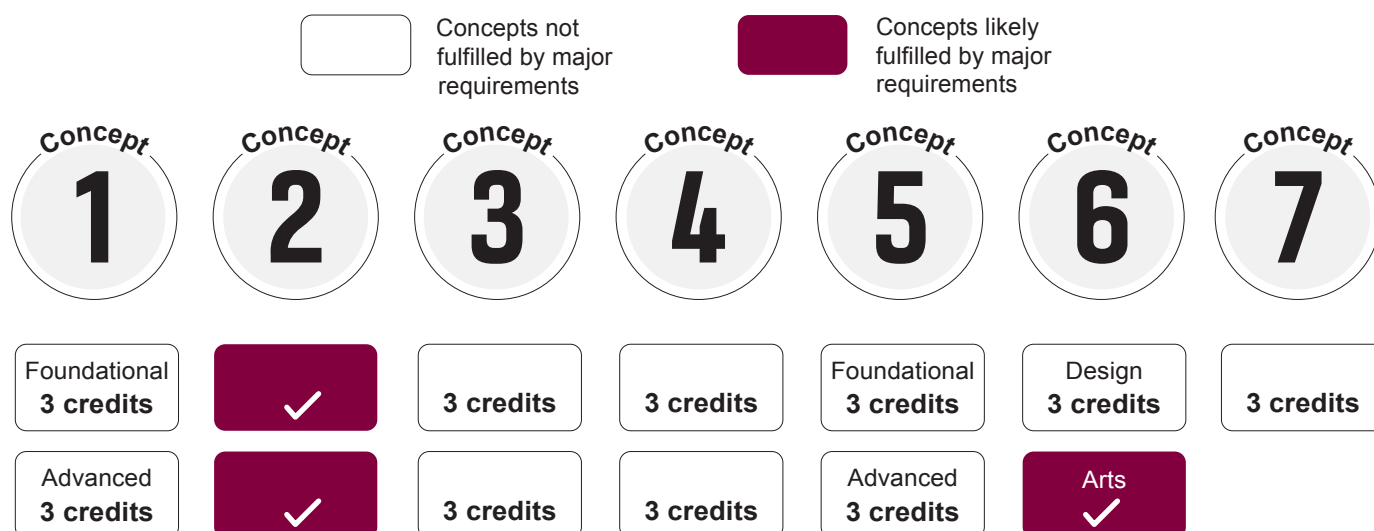 Concepts not
fulfilled by major
requirements
Concepts likely
fulfilled by major
requirements
Concept
1
Concept
2
Concept
3
Concept
4
Concept
5
Concept
6
Concept
7
Foundational
3 credits
3 credits
3 credits
Foundational
3 credits
Design
3 credits
3 credits
Advanced
3 credits
3 credits
3 credits
Advanced
3 credits
Arts